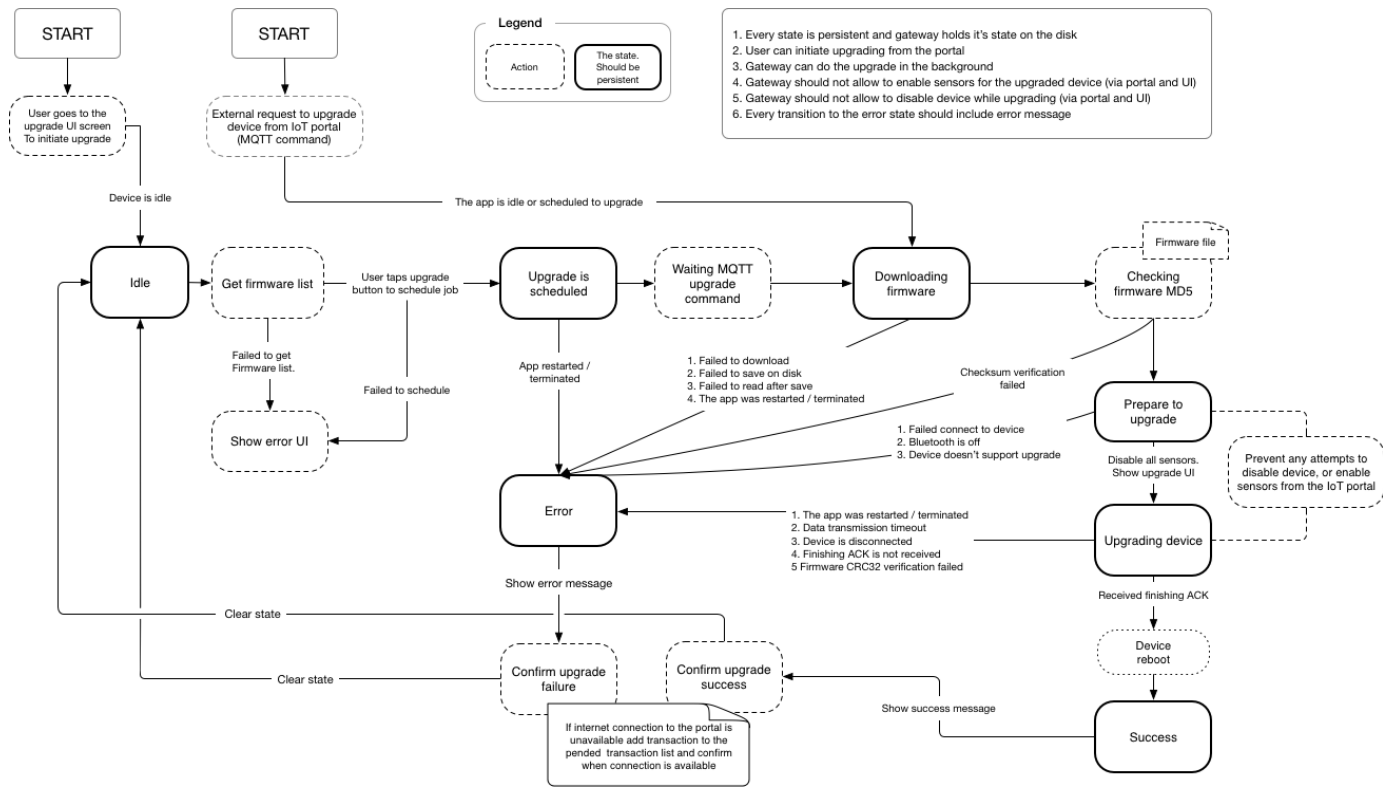 START
START
Legend
Action
The state.
Should be
persistent
1. Every state is persistent and gateway holds it's state on the disk
2. User can initiate upgrading from the portal
3. Gateway can do the upgrade in the background
4. Gateway should not allow to enable sensors for the upgraded device (via portal and UI)
5. Gateway should not allow to disable device while upgrading (via portal and UI)
6. Every transition to the error state should include error message
User goes to the
upgrade UI screen
To initiate upgrade
External request to upgrade
device from IoT portal
(MQTT command)
Device is idle
The app is idle or scheduled to upgrade
Idle
Get firmware list
User taps upgrade
button to schedule job
Upgrade is
scheduled
Waiting MQTT
upgrade
command
Downloading
firmware
Firmware file
Checking
firmware MD5
Failed to get
Firmware list.
Failed to schedule
Show error UI
App restarted /
terminated
1. Failed to download
2. Failed to save on disk
3. Failed to read after save
4. The app was restarted / terminated
Checksum verification
failed
Prepare to
upgrade
1. Failed connect to device
2. Bluetooth is off
3. Device doesn't support upgrade
Disable all sensors.
Show upgrade UI
Prevent any attempts to
disable device, or enable
sensors from the IoT portal
Error
1. The app was restarted / terminated
2. Data transmission timeout
3. Device is disconnected
4. Finishing ACK is not received
5 Firmware CRC32 verification failed
Upgrading device
Show error message
Received finishing ACK
Clear state
Device
reboot
Clear state
Confirm upgrade
failure
Confirm upgrade
success
Show success message
Success
If internet connection to the portal is
unavailable add transaction to the
pended transaction list and confirm
when connection is available